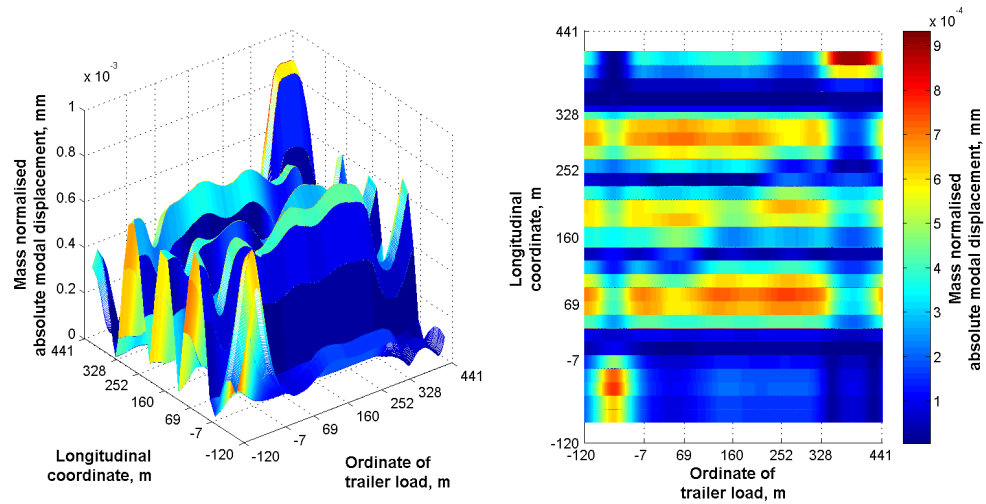 x 10⁻³
1
0.8
0.6
0.4
0.2
0
Mass normalised
absolute modal displacement, mm
441
328
252
160
69
-7
-120
Longitudinal
coordinate, m
-120
-7
69
160
252
328
441
Ordinate of
trailer load, m
441
328
252
160
69
-7
-120
Longitudinal
coordinate, m
-120 -7 69 160 252 328 441
Ordinate of
trailer load, m
x 10⁻⁴
9
8
7
6
5
4
3
2
1
Mass normalised
absolute modal displacement, mm